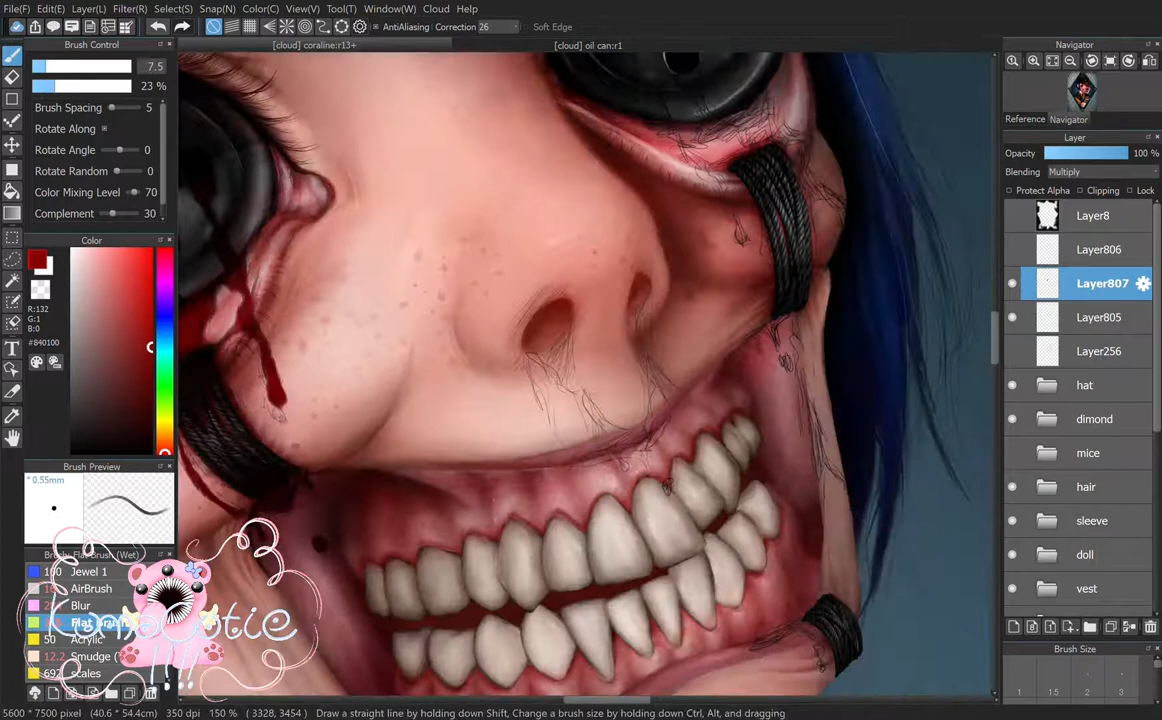 File(F) Edit(E) Layer(L) Filter(R) Select(S) Snap(N) Color(C) View(V) Tool(T) Window(W) Cloud Help
AntiAliasing Correction 26 Soft Edge
Brush Control
[cloud] coraline:r13+
[cloud] oil can:r1
Navigator
7.5
23 %
Brush Spacing 5
Rotate Along
Rotate Angle 0
Rotate Random 0
Color Mixing Level 70
Complement 30
Reference Navigator
Layer
Opacity 100 %
Blending Multiply
Protect Alpha Clipping Lock
Layer8
Layer806
Layer807
Layer805
Layer256
hat
dimond
mice
hair
sleeve
doll
vest
Color
R:132
G:1
B:0
#840100
Brush Preview
* 0.55mm
100 Jewel 1
AirBrush
Blur
50 Acrylic
12.2 Smudge
scales
Brush Size
1 1.5 2 3
5600 * 7500 pixel (40.6 * 54.4cm) 350 dpi 150 % ( 3328, 3454 ) Draw a straight line by holding down Shift, Change a brush size by holding down Ctrl, Alt, and dragging